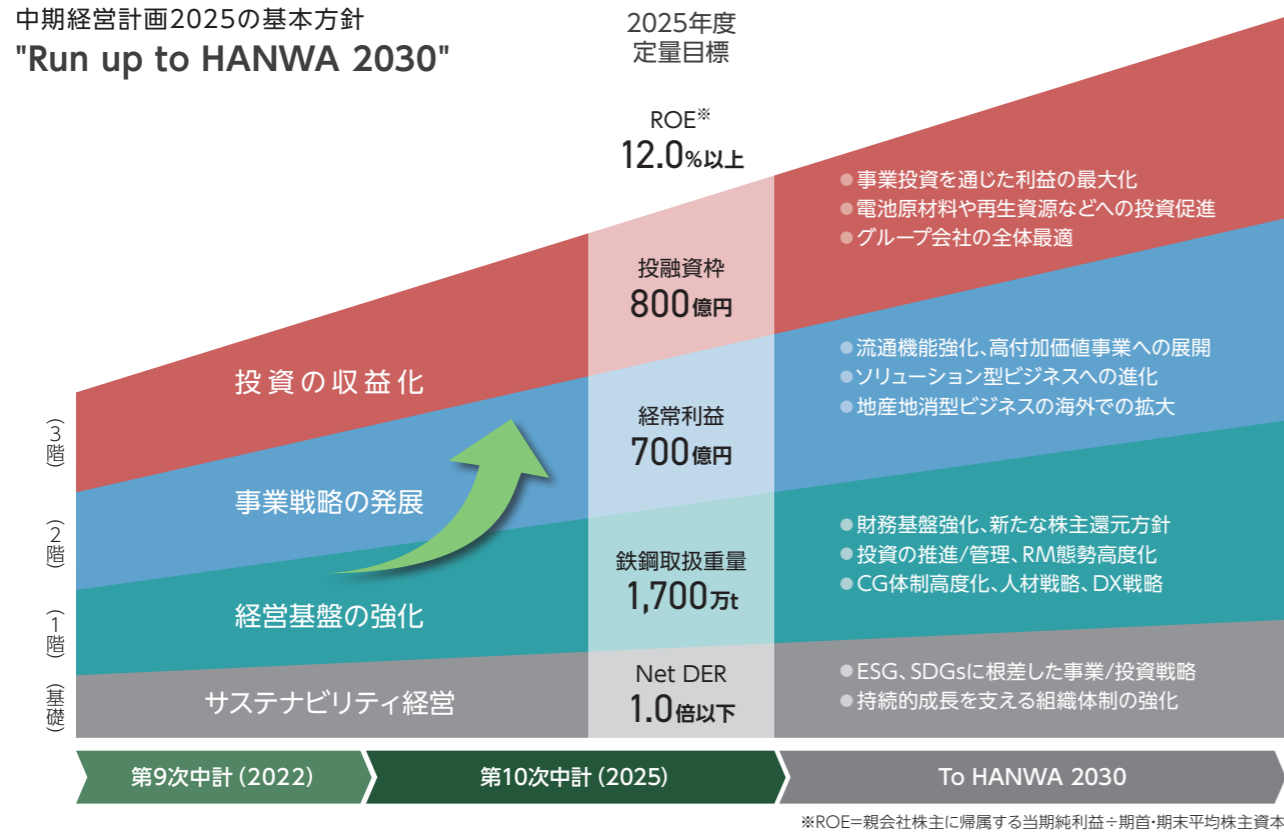 中期経営計画2025の基本方針
"Run up to HANWA 2030"
2025年度
定量目標
ROE※
12.0%以上
●事業投資を通じた利益の最大化
●電池原材料や再生資源などへの投資促進
●グループ会社の全体最適
投融資枠
800億円
投資の収益化
●流通機能強化、高付加価値事業への展開
●ソリューション型ビジネスへの進化
●地産地消型ビジネスの海外での拡大
(3階)
経常利益
700億円
事業戦略の発展
(2階)
●財務基盤強化、新たな株主還元方針
●投資の推進/管理、RM態勢高度化
●CG体制高度化、人材戦略、DX戦略
鉄鋼取扱重量
1,700万t
経営基盤の強化
(1階)
Net DER
1.0倍以下
●ESG、SDGsに根差した事業/投資戦略
●持続的成長を支える組織体制の強化
サステナビリティ経営
(基礎)
第9次中計(2022)
第10次中計(2025)
To HANWA 2030
※ROE=親会社株主に帰属する当期純利益÷期首・期末平均株主資本